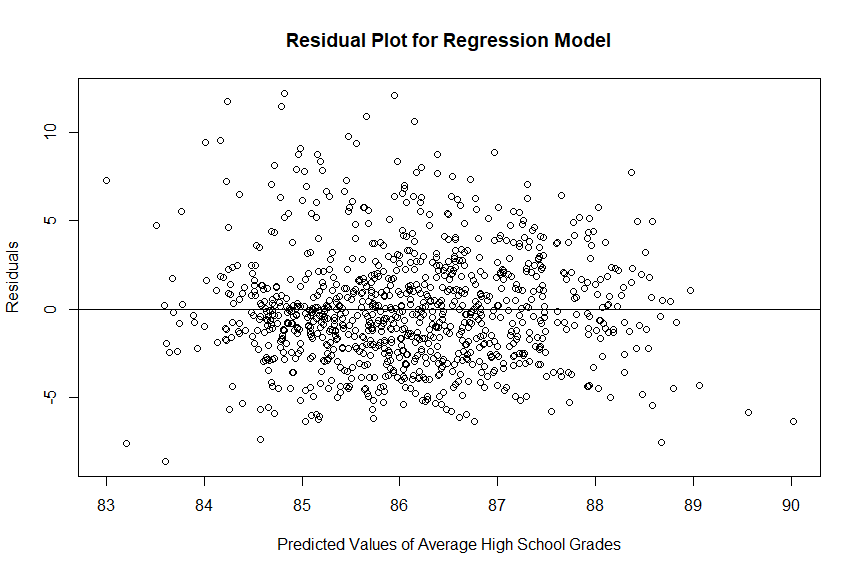 Residual Plot for Regression Model
Residuals
10
5
0
-5
83 84 85 86 87 88 89 90
Predicted Values of Average High School Grades